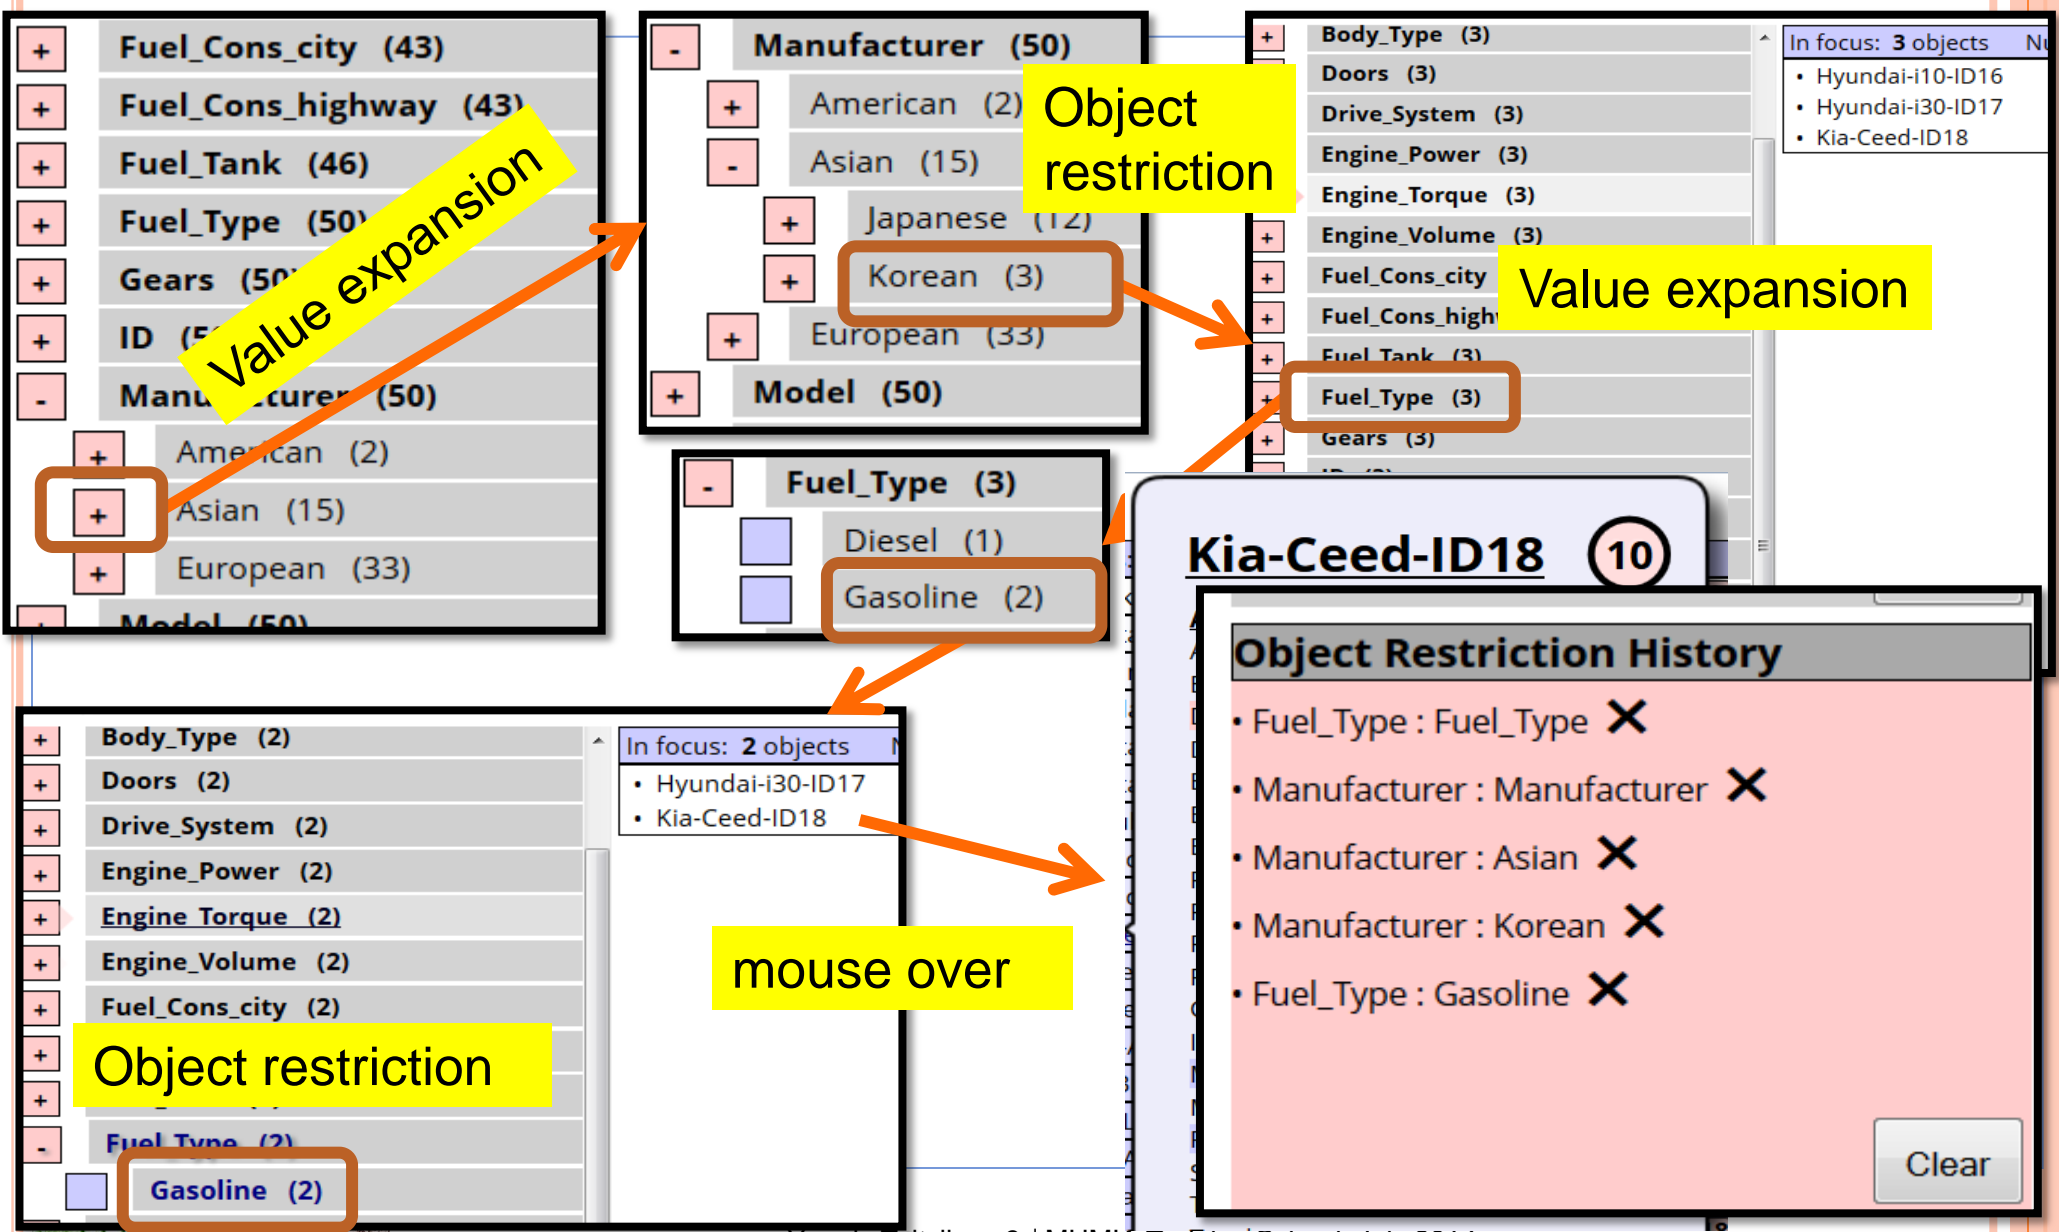 + Fuel_Cons_city (43)
+ Fuel_Cons_highway (43)
+ Fuel_Tank (46)
+ Fuel_Type (50)
+ Gears (50)
+ ID
- Manufacturer (50)
+ American (2)
+ Asian (15)
+ European (33)
Model (50)
Value expansion
- Manufacturer (50)
+ American (2)
- Asian (15)
+ Japanese (12)
+ Korean (3)
+ European (33)
+ Model (50)
Object
restriction
+ Body_Type (3)
Doors (3)
Drive_System (3)
Engine_Power (3)
Engine_Torque (3)
+ Engine_Volume (3)
+ Fuel_Cons_city
+ Fuel_Cons_high
+ Fuel_Tank (3)
+ Fuel_Type (3)
+ Gears (3)
In focus: 3 objects
• Hyundai-i10-ID16
• Hyundai-i30-ID17
• Kia-Ceed-ID18
Value expansion
- Fuel_Type (3)
Diesel (1)
Gasoline (2)
+ Body_Type (2)
+ Doors (2)
+ Drive_System (2)
+ Engine_Power (2)
+ Engine_Torque (2)
+ Engine_Volume (2)
+ Fuel_Cons_city (2)
+
+
- Fuel_Type (2)
Gasoline (2)
Object restriction
In focus: 2 objects
• Hyundai-i30-ID17
• Kia-Ceed-ID18
mouse over
Kia-Ceed-ID18 10
Object Restriction History
• Fuel_Type : Fuel_Type ✕
• Manufacturer : Manufacturer ✕
• Manufacturer : Asian ✕
• Manufacturer : Korean ✕
• Fuel_Type : Gasoline ✕
Clear